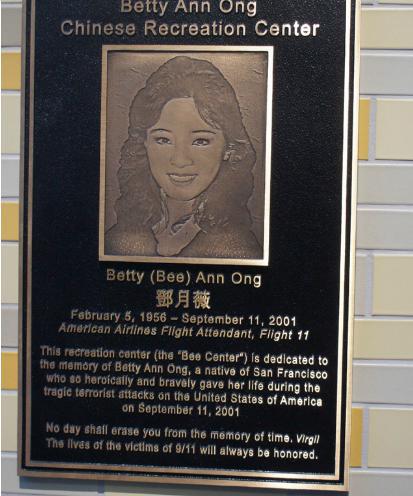 Betty Ann Ong
Chinese Recreation Center
Betty (Bee) Ann Ong
鄧月薇
February 5, 1956 – September 11, 2001
American Airlines Flight Attendant, Flight 11
This recreation center (the "Bee Center") is dedicated to
the memory of Betty Ann Ong, a native of San Francisco
who so heroically and bravely gave her life during the
tragic terrorist attacks on the United States of America
on September 11, 2001
No day shall erase you from the memory of time. Virgil
The lives of the victims of 9/11 will always be honored.